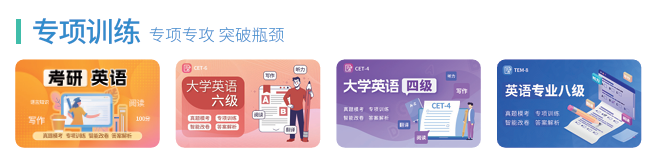 专项训练 专项专攻 突破瓶颈
考研 英语
阅读
写作
100分
真题模考 专项训练 智能改卷 答案解析
CET-6
大学英语
六级
写作
听力
真题模考 专项训练
智能改卷 答案解析
A
B
阅读
翻译
CET-4
大学英语 四级
听力
写作
真题模考 专项训练
智能改卷 答案解析
CET-4
翻译
阅读
TEM-8
英语专业八级
真题模考 专项训练
智能改卷 答案解析